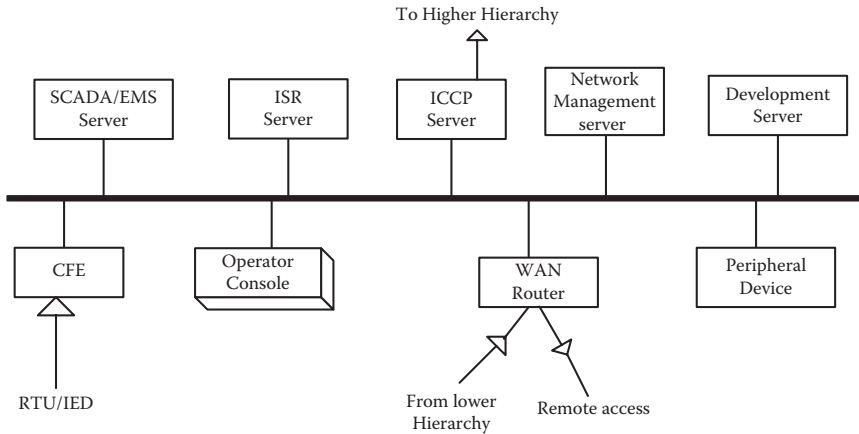 To Higher Hierarchy
SCADA/EMS
Server
ISR
Server
ICCP
Server
Network
Management
server
Development
Server
CFE
Operator
Console
WAN
Router
Peripheral
Device
RTU/IED
From lower
Hierarchy
Remote access